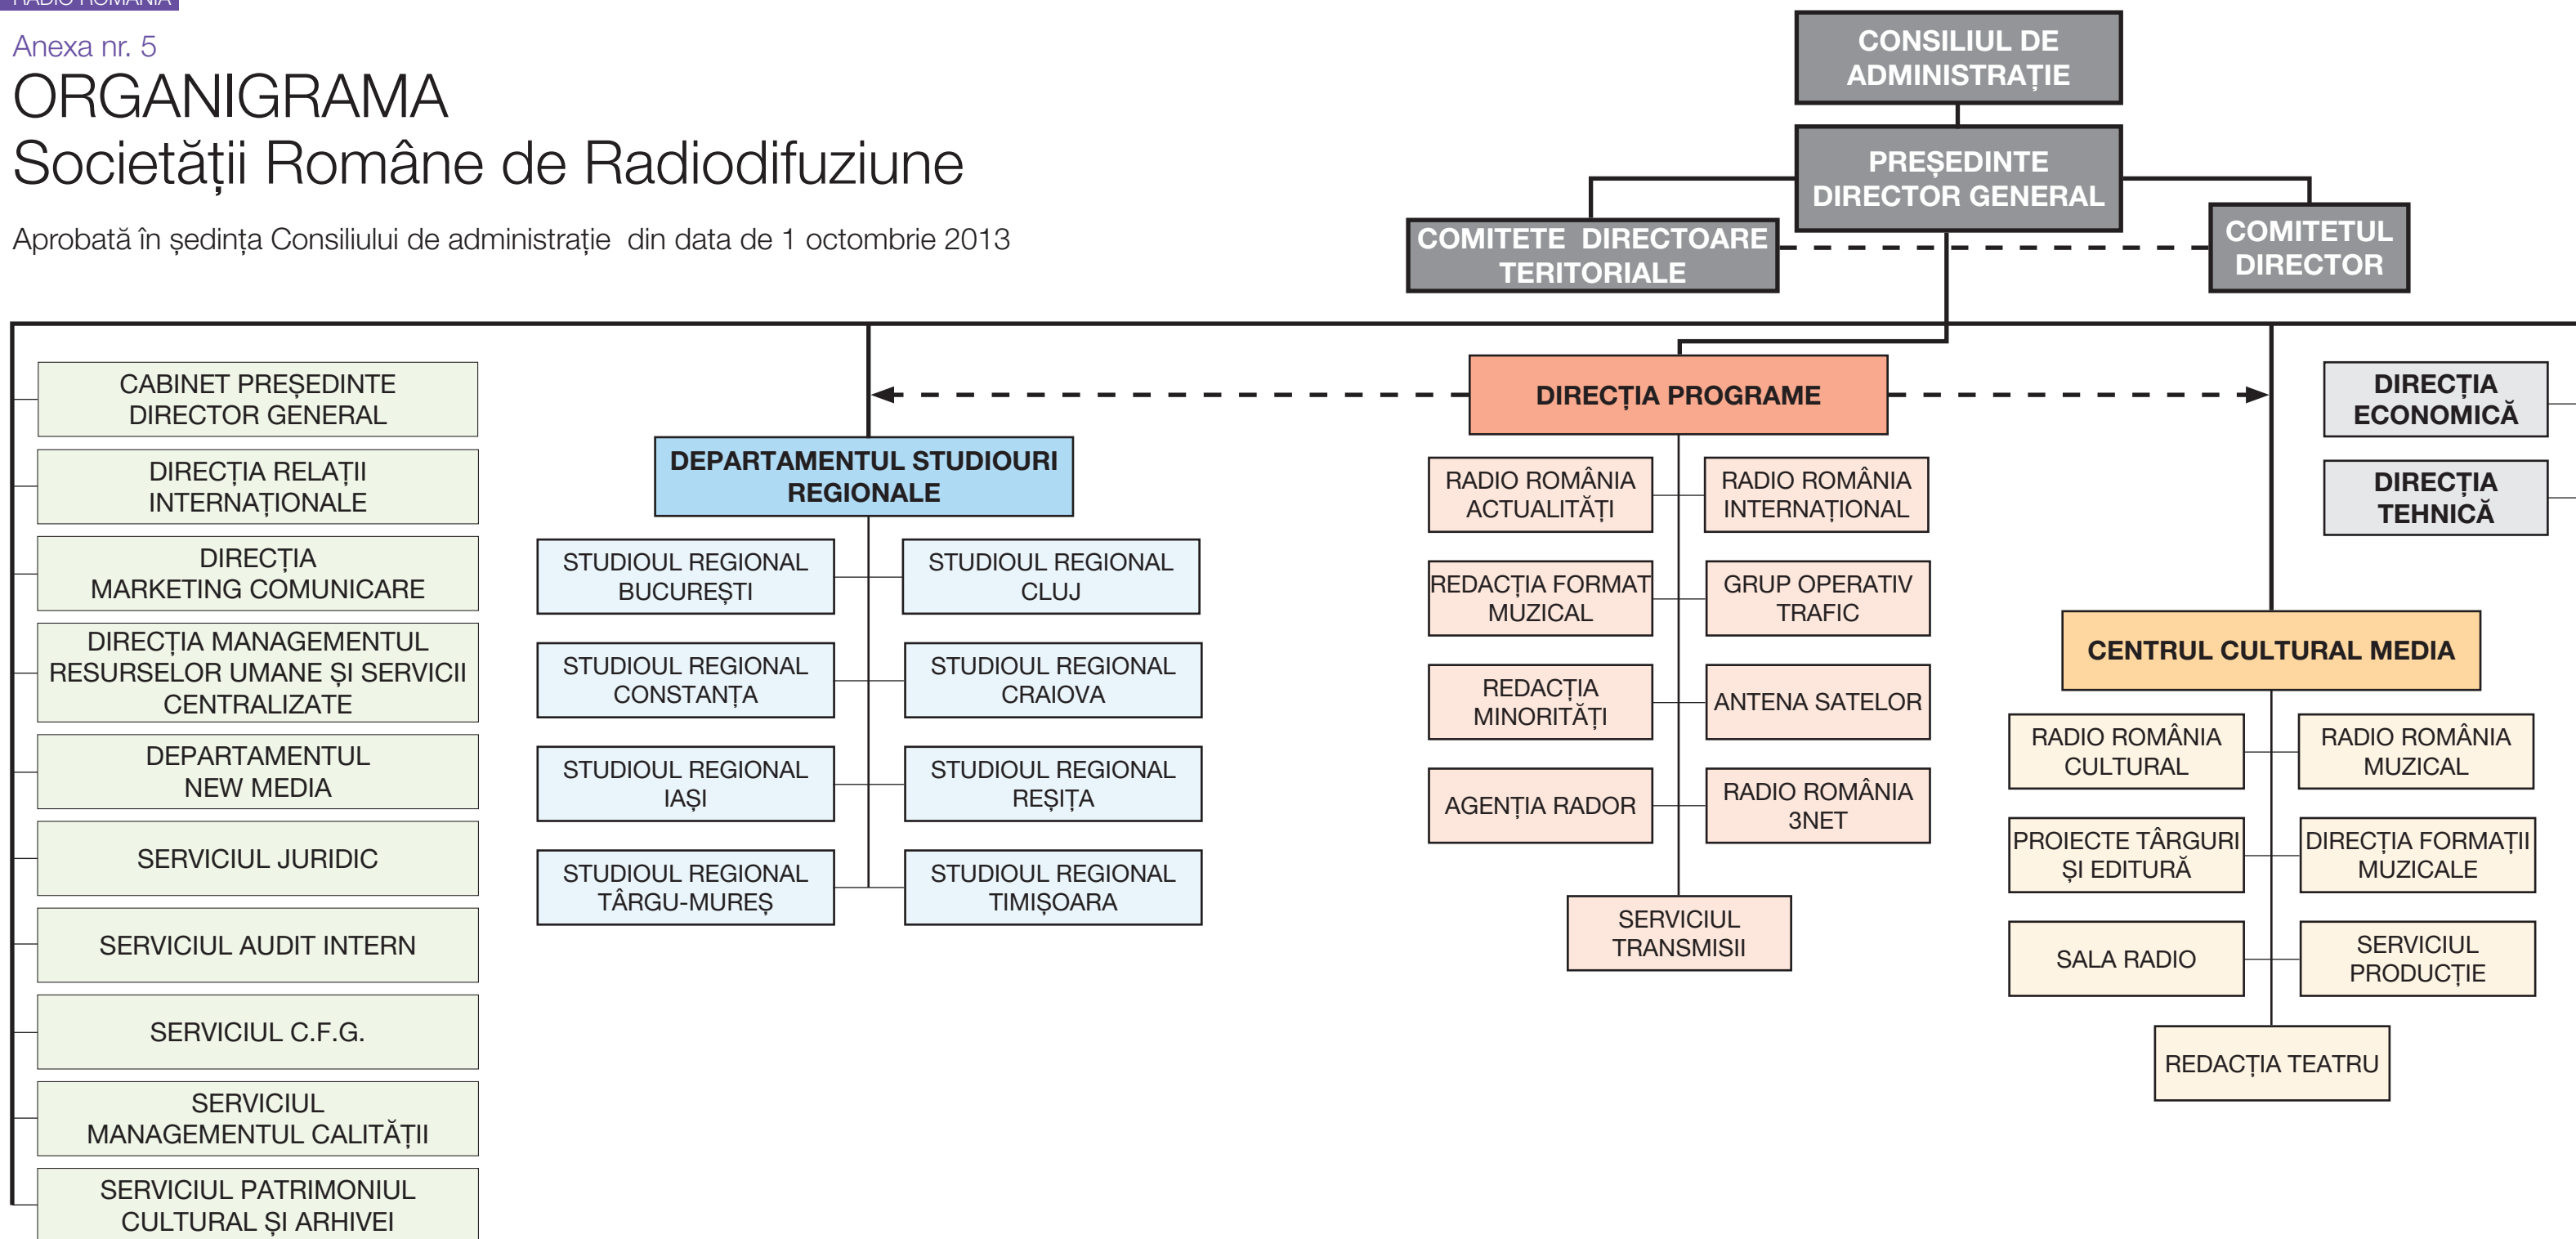 RADIO ROMÂNIA
Anexa nr. 5
ORGANIGRAMA
Societății Române de Radiodifuziune
Aprobată în ședința Consiliului de administrație din data de 1 octombrie 2013
CONSILIUL DE
ADMINISTRAȚIE
PREȘEDINTE
DIRECTOR GENERAL
COMITETE DIRECTOARE
TERITORIALE
COMITETUL
DIRECTOR
CABINET PREȘEDINTE
DIRECTOR GENERAL
DIRECȚIA RELAȚII
INTERNAȚIONALE
DIRECȚIA
MARKETING COMUNICARE
DIRECȚIA MANAGEMENTUL
RESURSELOR UMANE ȘI SERVICII
CENTRALIZATE
DEPARTAMENTUL
NEW MEDIA
SERVICIUL JURIDIC
SERVICIUL AUDIT INTERN
SERVICIUL C.F.G.
SERVICIUL
MANAGEMENTUL CALITĂȚII
SERVICIUL PATRIMONIUL
CULTURAL ȘI ARHIVEI
DEPARTAMENTUL STUDIOURI
REGIONALE
STUDIOUL REGIONAL
BUCUREȘTI
STUDIOUL REGIONAL
CLUJ
STUDIOUL REGIONAL
CONSTANȚA
STUDIOUL REGIONAL
CRAIOVA
STUDIOUL REGIONAL
IAȘI
STUDIOUL REGIONAL
REȘIȚA
STUDIOUL REGIONAL
TÂRGU-MUREȘ
STUDIOUL REGIONAL
TIMIȘOARA
DIRECȚIA PROGRAME
RADIO ROMÂNIA
ACTUALITĂȚI
RADIO ROMÂNIA
INTERNAȚIONAL
REDACȚIA FORMAT
MUZICAL
GRUP OPERATIV
TRAFIC
REDACȚIA
MINORITĂȚI
ANTENA SATELOR
AGENȚIA RADOR
RADIO ROMÂNIA
3NET
SERVICIUL
TRANSMISII
DIRECȚIA
ECONOMICĂ
DIRECȚIA
TEHNICĂ
CENTRUL CULTURAL MEDIA
RADIO ROMÂNIA
CULTURAL
RADIO ROMÂNIA
MUZICAL
PROIECTE TÂRGURI
ȘI EDITURĂ
DIRECȚIA FORMAȚII
MUZICALE
SALA RADIO
SERVICIUL
PRODUCȚIE
REDACȚIA TEATRU